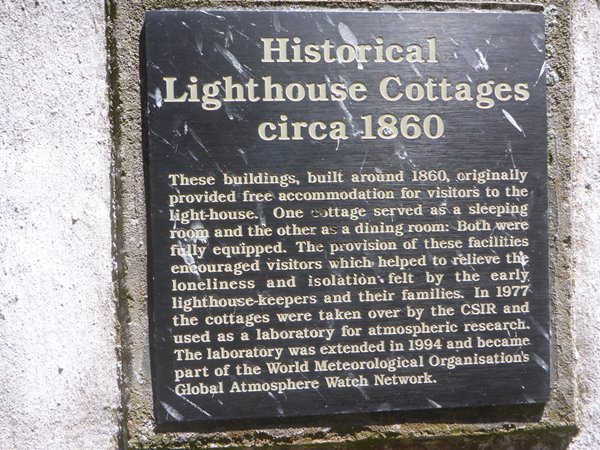 Historical
Lighthouse Cottages
circa 1860
These buildings, built around 1860, originally
provided free accommodation for visitors to the
light-house. One cottage served as a sleeping
room and the other as a dining room: Both were
fully equipped. The provision of these facilities
encouraged visitors which helped to relieve the
loneliness and isolation felt by the early
lighthouse-keepers and their families. In 1977
the cottages were taken over by the CSIR and
used as a laboratory for atmospheric research.
The laboratory was extended in 1994 and became
part of the World Meteorological Organisation's
Global Atmosphere Watch Network.